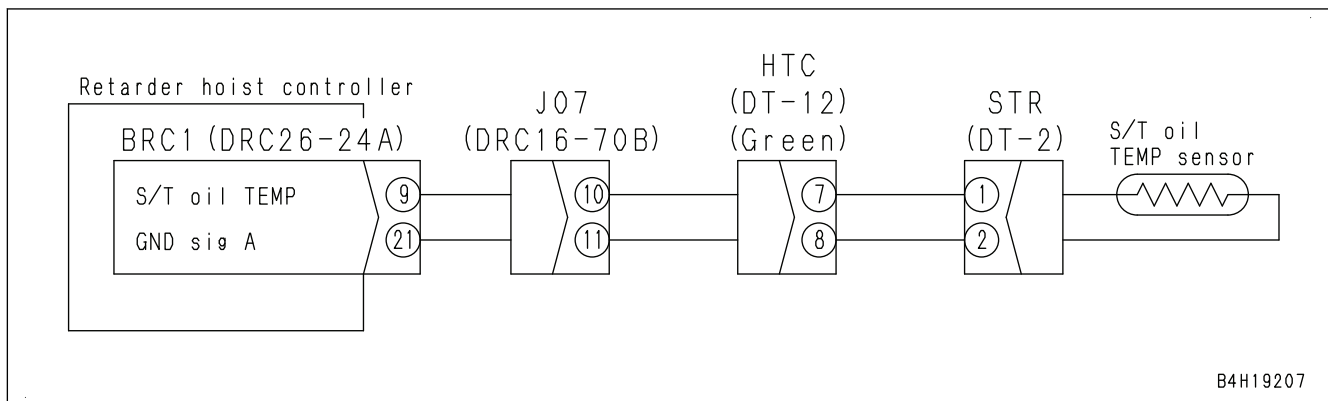 Retarder hoist controller
BRC1 (DRC26-24A)
S/T oil TEMP
GND sig A
9
21
J07
(DRC16-70B)
10
11
HTC
(DT-12)
(Green)
7
8
STR
(DT-2)
1
2
S/T oil
TEMP sensor
B4H19207